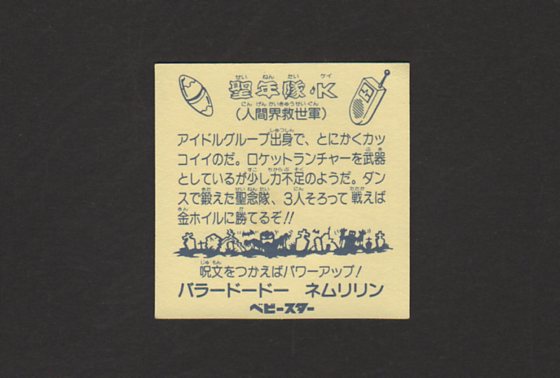 聖年隊・K
(人間界救世軍)
アイドルグループ出身で、とにかくカッ
コイイのだ。ロケットランチャーを武器
としているが少し力不足のようだ。ダン
スで鍛えた聖念隊、3人そろって戦えば
金ホイルに勝てるぞ!!
呪文をつかえばパワーアップ!
バラードードー ネムリリン
ベビースター